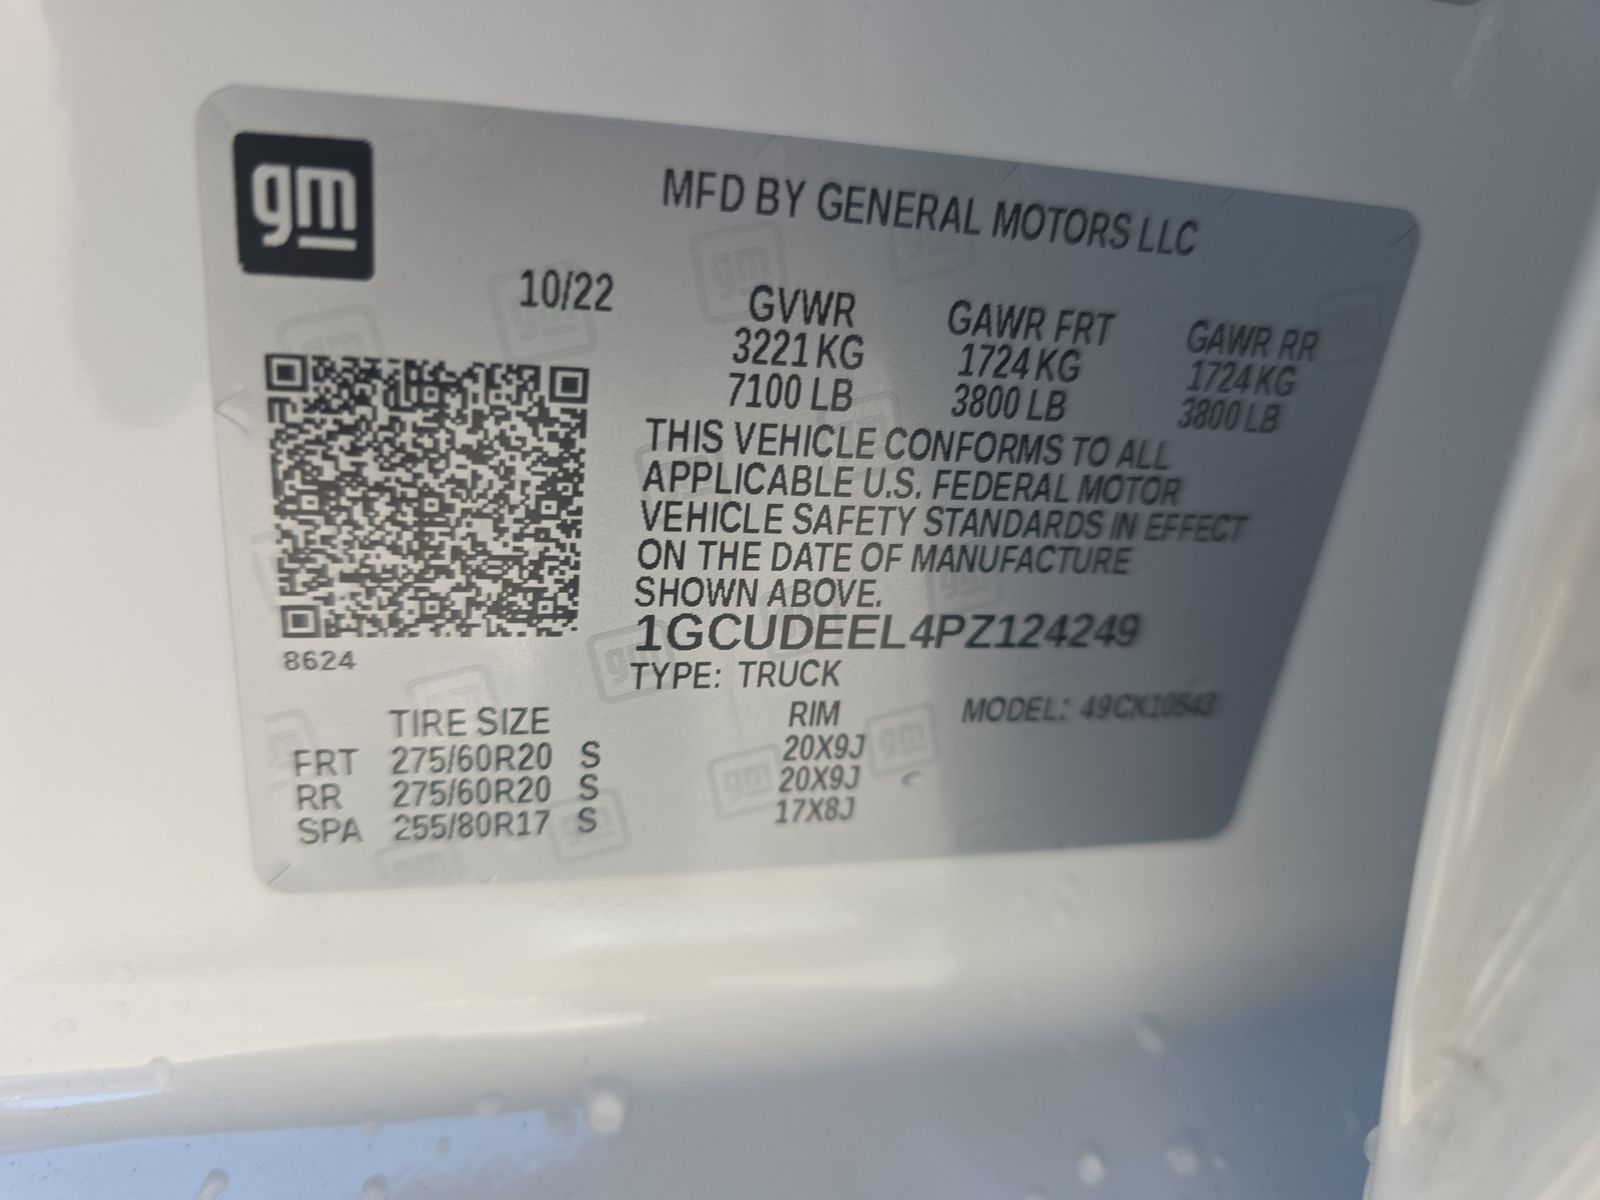 gm
MFD BY GENERAL MOTORS LLC
10/22
GVWR GAWR FRT GAWR RR
3221 KG 1724 KG 1724 KG
7100 LB 3800 LB 3800 LB
THIS VEHICLE CONFORMS TO ALL
APPLICABLE U.S. FEDERAL MOTOR
VEHICLE SAFETY STANDARDS IN EFFECT
ON THE DATE OF MANUFACTURE
SHOWN ABOVE.
1GCUDEEL4PZ124249
8624
TYPE: TRUCK
TIRE SIZE RIM MODEL: 49CK10543
FRT 275/60R20 S 20X9J
RR 275/60R20 S 20X9J
SPA 255/80R17 S 17X8J